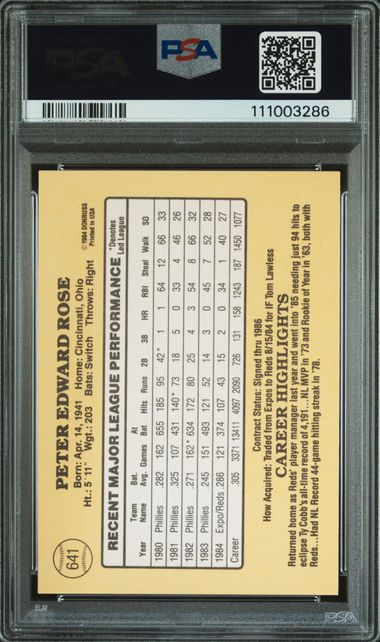 PSA
PSA
111003286
641
© 1984 DONRUSS
Printed in USA
PETER EDWARD ROSE
Born: Apr. 14, 1941 Home: Cincinnati, Ohio
Ht.: 5' 11" Wgt.: 203 Bats: Switch Throws: Right
RECENT MAJOR LEAGUE PERFORMANCE
*Denotes
Led League
Year Team Name Bat. Avg. Games At Bat Hits Runs 2B 3B HR RBI Steal Walk SO
1980 Phillies .282 162 655 185 95 42* 1 1 64 12 66 33
1981 Phillies .325 107 431 140* 73 18 5 0 33 4 46 26
1982 Phillies .271 162* 634 172 80 25 4 3 54 8 66 32
1983 Phillies .245 151 493 121 52 14 3 0 45 7 52 28
1984 Expo/Reds .286 121 374 107 43 15 2 0 34 1 40 27
Career .305 3371 13411 4097 2090 726 131 158 1243 187 1450 1077
Contract Status: Signed thru 1986
How Acquired: Traded from Expos to Reds 8/15/84 for IF Tom Lawless
CAREER HIGHLIGHTS
Returned home as Reds' player manager last year and went into '85 needing just 94 hits to
eclipse Ty Cobb's all-time record of 4,191...NL MVP in '73 and Rookie of Year in '63, both with
Reds...Had NL Record 44-game hitting streak in '78.
PSA